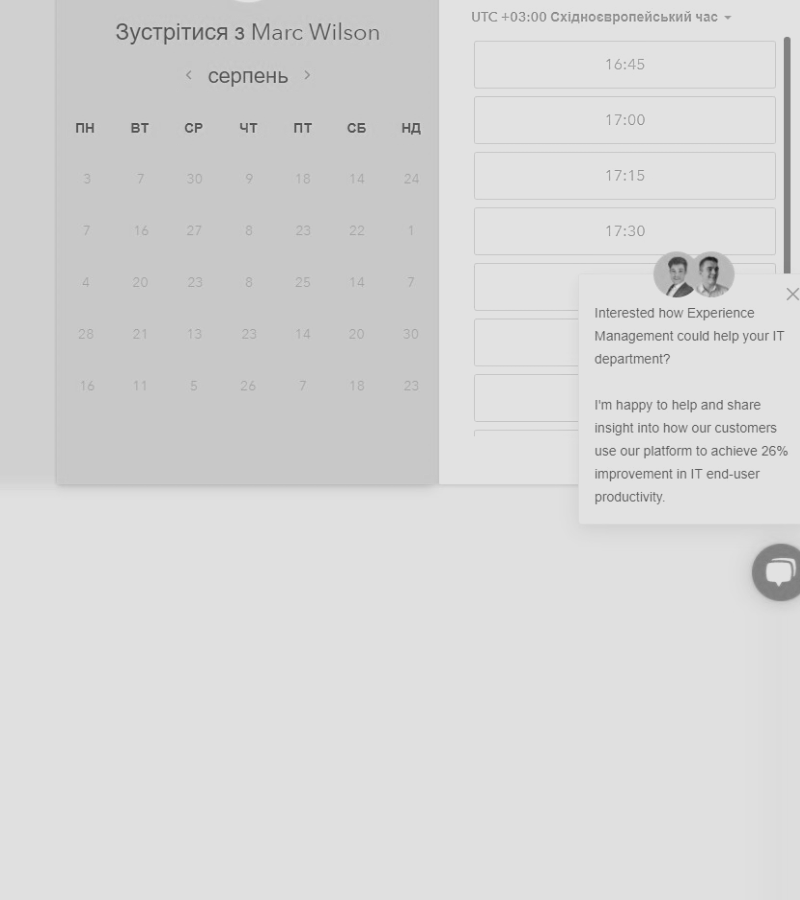 Зустрітися з Marc Wilson
серпень
ПН ВТ СР ЧТ ПТ СБ НД
3 7 30 9 18 14 24
7 16 27 8 23 22 1
4 20 23 8 25 14 7
28 21 13 23 14 20 30
16 11 5 26 7 18 23
UTC +03:00 Східноєвропейський час
16:45
17:00
17:15
17:30
Interested how Experience
Management could help your IT
department?
I'm happy to help and share
insight into how our customers
use our platform to achieve 26%
improvement in IT end-user
productivity.